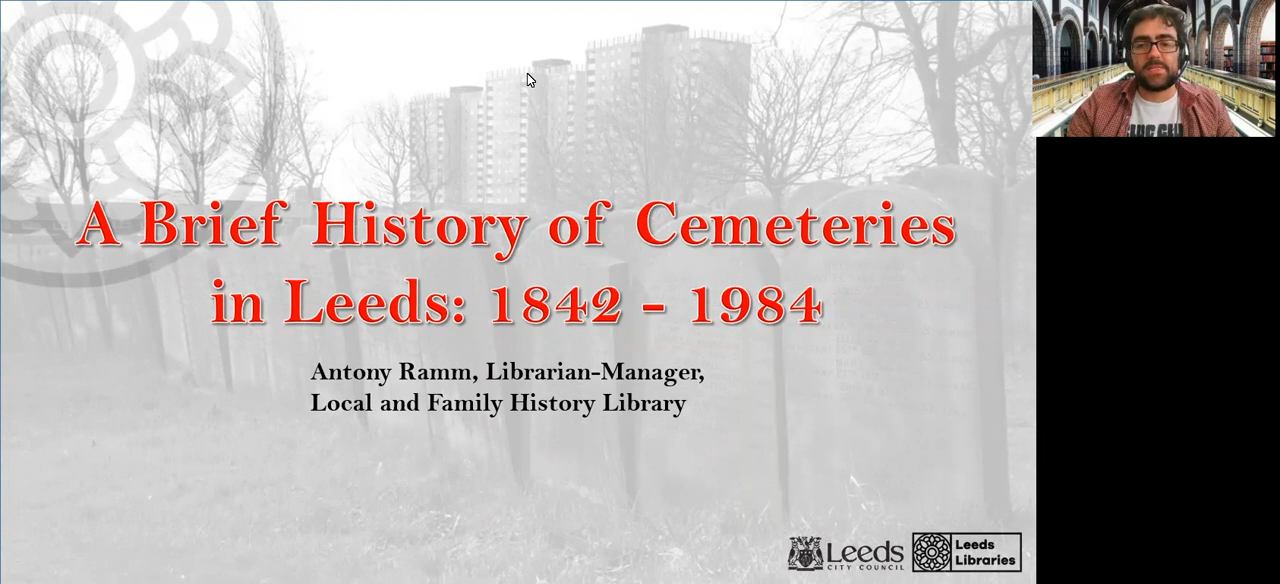 A Brief History of Cemeteries
in Leeds: 1842 - 1984
Antony Ramm, Librarian-Manager,
Local and Family History Library
Leeds
CITY COUNCIL
Leeds
Libraries